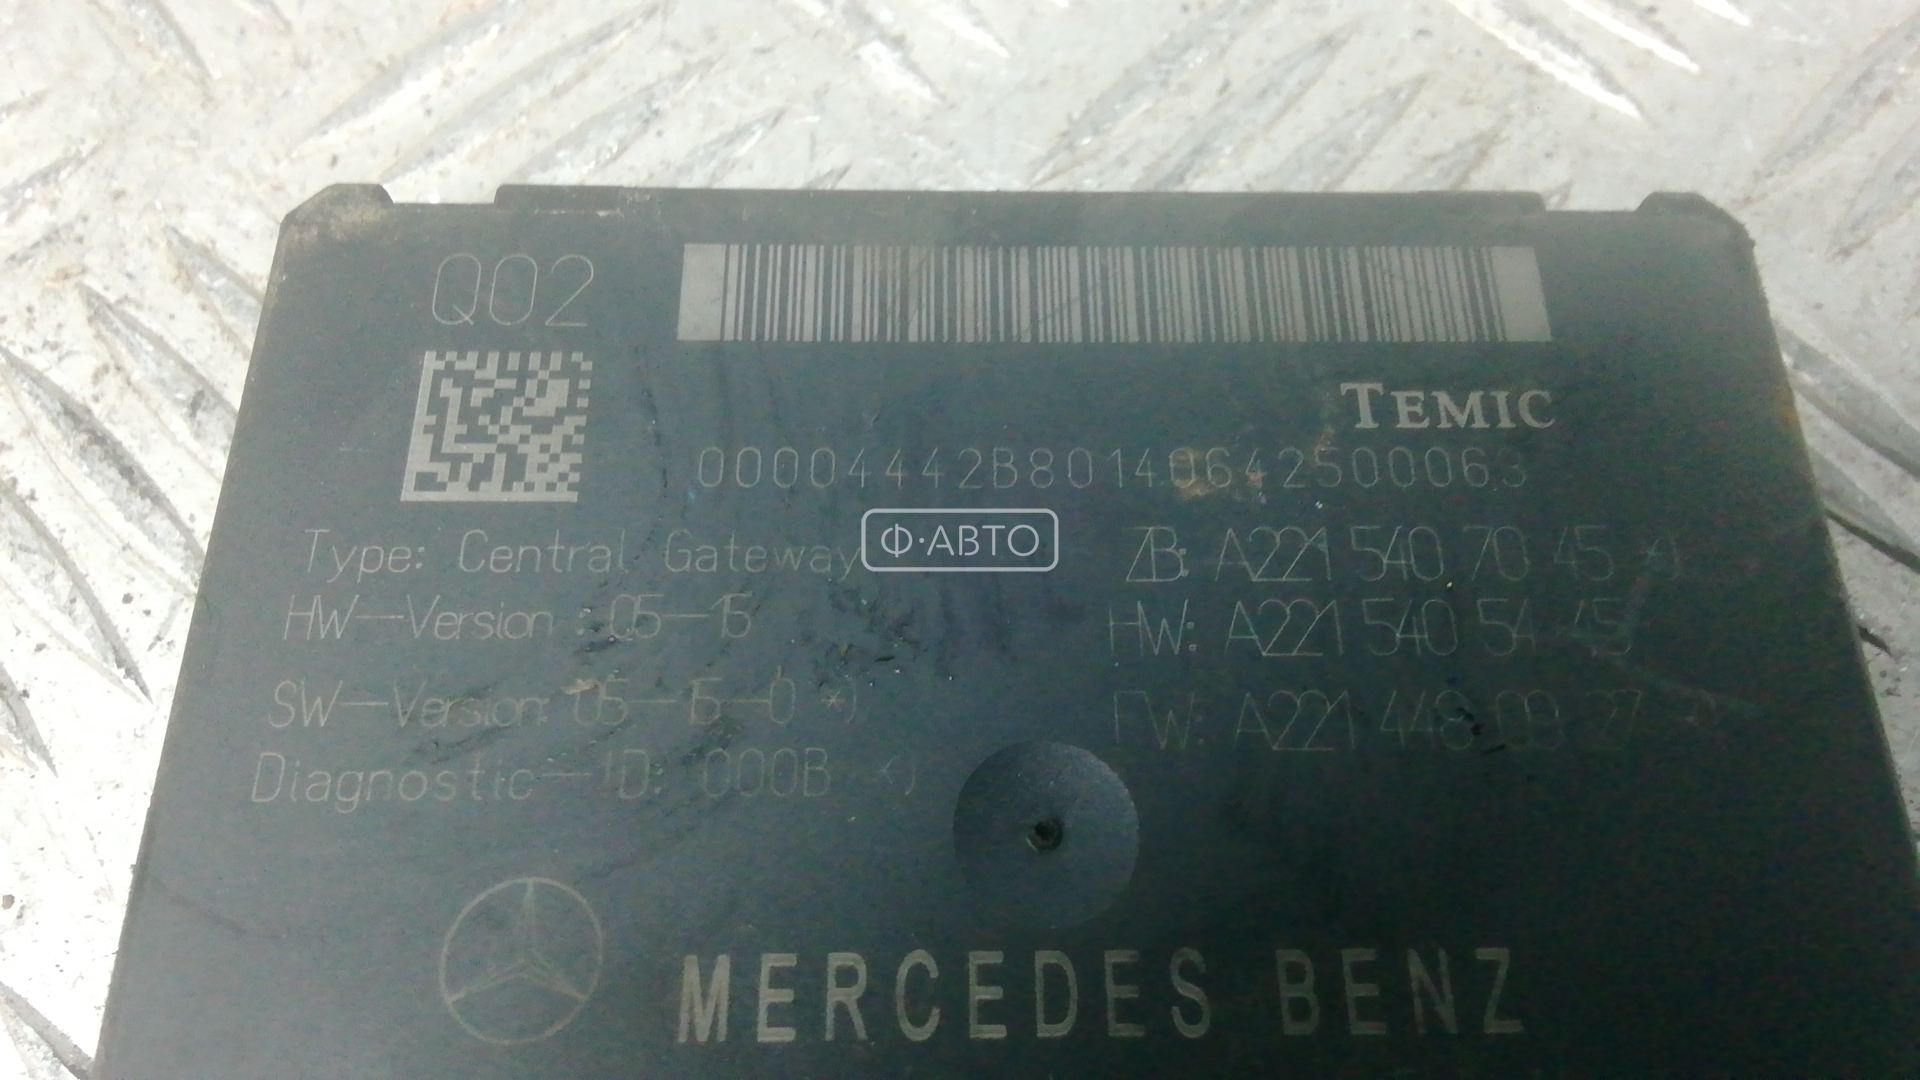 Q02
TEMIC
00004442B80140642500063
Type: Central Gateway
Ф·АВТО
ZB: A221 540 70 45 *)
HW-Version : 05-15
HW: A221 540 54 45
SW-Version: 05-15-0 *)
FW: A221 448 09 27
Diagnostic-ID: 000B *)
MERCEDES BENZ